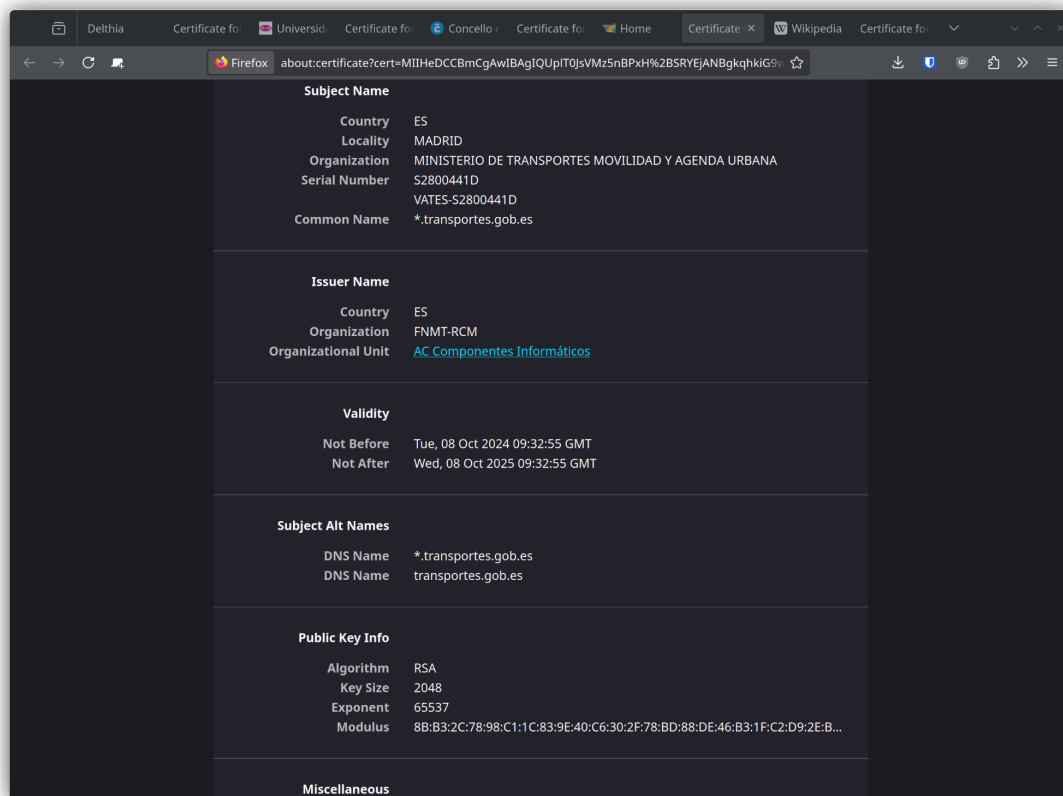 Delthia
Certificate fo
Universida
Certificate fo
Concello d
Certificate fo
Home
Certificate
Wikipedia
Certificate fo
Firefox about:certificate?cert=MIIHeDCCBmCgAwIBAgIQUplT0JsVMz5nBPxH%2BSRYEjANBgkqhkiG9w
Subject Name
Country ES
Locality MADRID
Organization MINISTERIO DE TRANSPORTES MOVILIDAD Y AGENDA URBANA
Serial Number S2800441D
VATES-S2800441D
Common Name *.transportes.gob.es
Issuer Name
Country ES
Organization FNMT-RCM
Organizational Unit AC Componentes Informáticos
Validity
Not Before Tue, 08 Oct 2024 09:32:55 GMT
Not After Wed, 08 Oct 2025 09:32:55 GMT
Subject Alt Names
DNS Name *.transportes.gob.es
DNS Name transportes.gob.es
Public Key Info
Algorithm RSA
Key Size 2048
Exponent 65537
Modulus 8B:B3:2C:78:98:C1:1C:83:9E:40:C6:30:2F:78:BD:88:DE:46:B3:1F:C2:D9:2E:B...
Miscellaneous